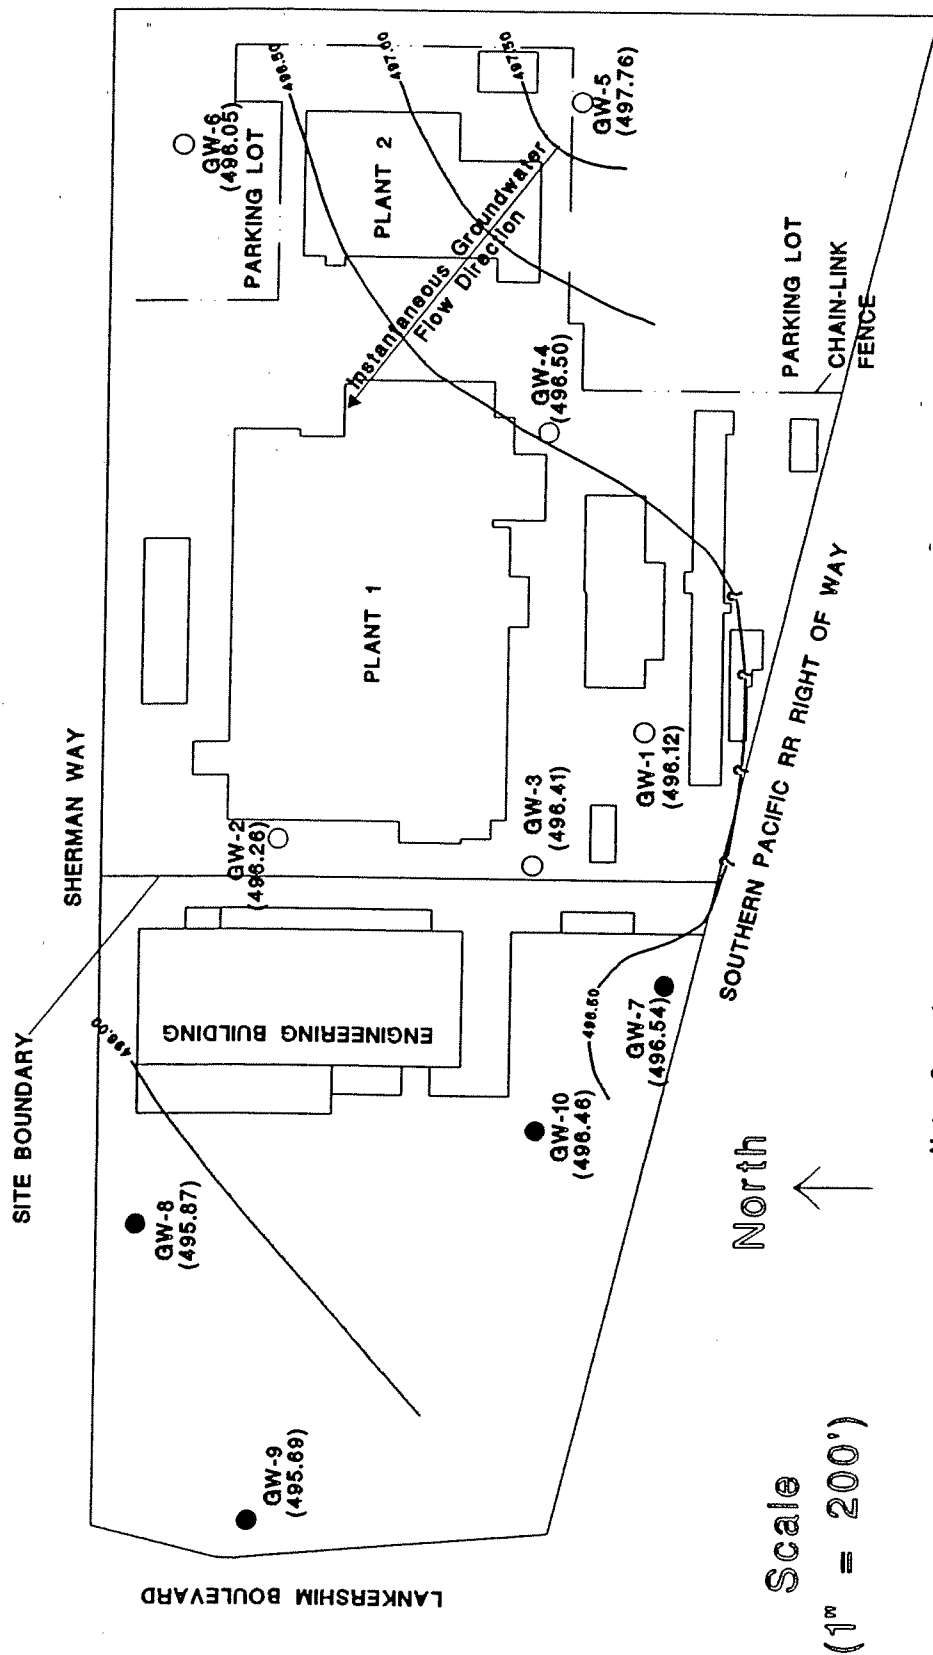 SITE BOUNDARY
SHERMAN WAY
GW-6
(496.05)
PARKING LOT
496.50
497.00
497.50
PLANT 2
GW-5
(497.76)
Instantaneous Groundwater
Flow Direction
GW-4
(496.50)
PARKING LOT
CHAIN-LINK
FENCE
PLANT 1
GW-2
(496.26)
GW-3
(496.41)
GW-1
(496.12)
SOUTHERN PACIFIC RR RIGHT OF WAY
496.00
ENGINEERING BUILDING
496.50
GW-7
(496.54)
GW-10
(496.46)
GW-8
(495.87)
GW-9
(495.69)
LANKERSHIM BOULEVARD
North
Scale
(1" = 200')